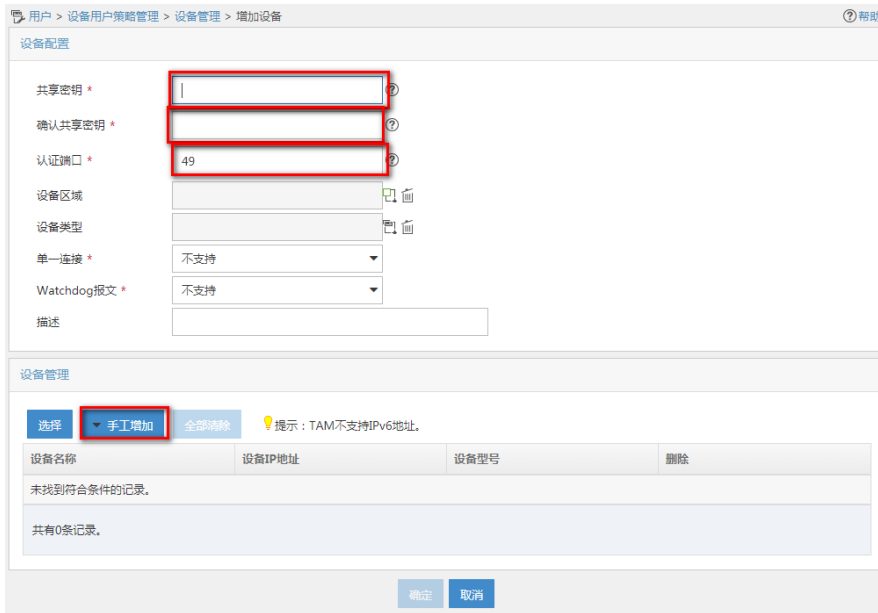 用户 > 设备用户策略管理 > 设备管理 > 增加设备 ?帮助
设备配置
共享密钥 * ?
确认共享密钥 * ?
认证端口 * 49 ?
设备区域
设备类型
单一连接 * 不支持
Watchdog报文 * 不支持
描述
设备管理
选择 手工增加 全部清除 提示：TAM不支持IPv6地址。
设备名称 设备IP地址 设备型号 删除
未找到符合条件的记录。
共有0条记录。
确定 取消